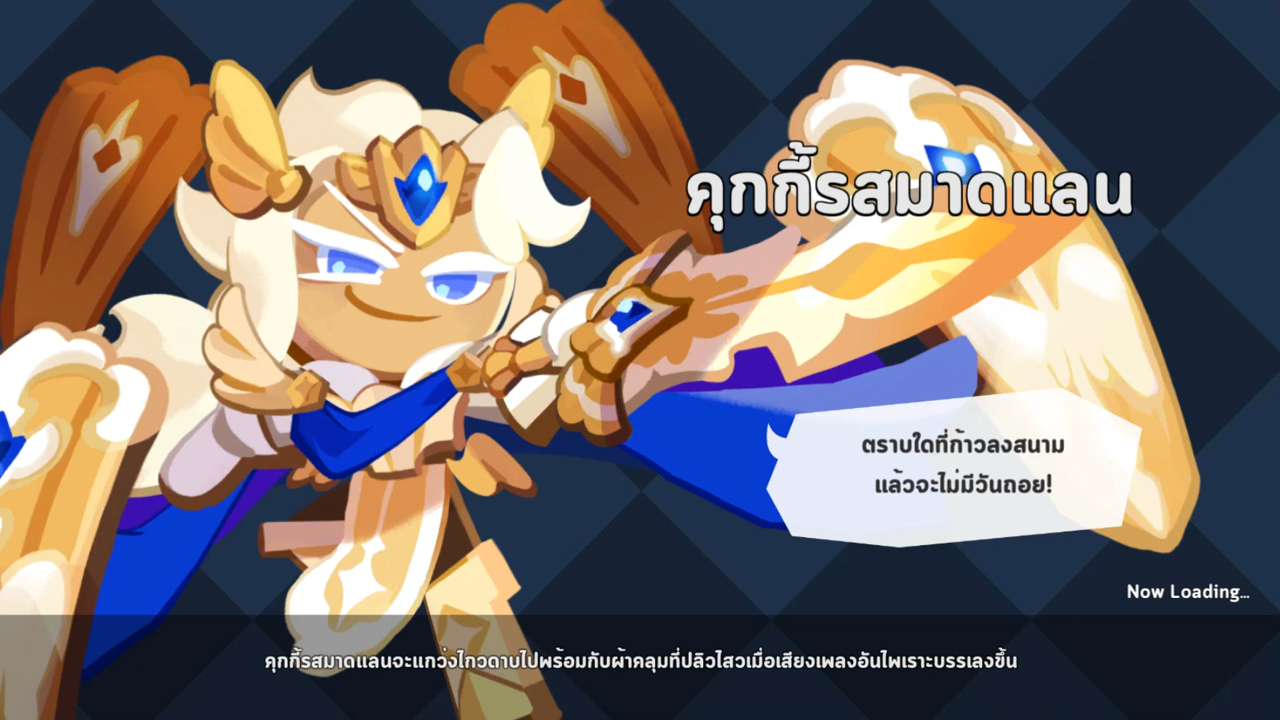 คุกกี้รสมาดแลน
ตราบใดที่ก้าวลงสนาม
แล้วจะไม่มีวันถอย!
Now Loading...
คุกกี้รสมาดแลนจะแกว่งไกวดาบไปพร้อมกับผ้าคลุมที่ปลิวไสวเมื่อเสียงเพลงอันไพเราะบรรเลงขึ้น